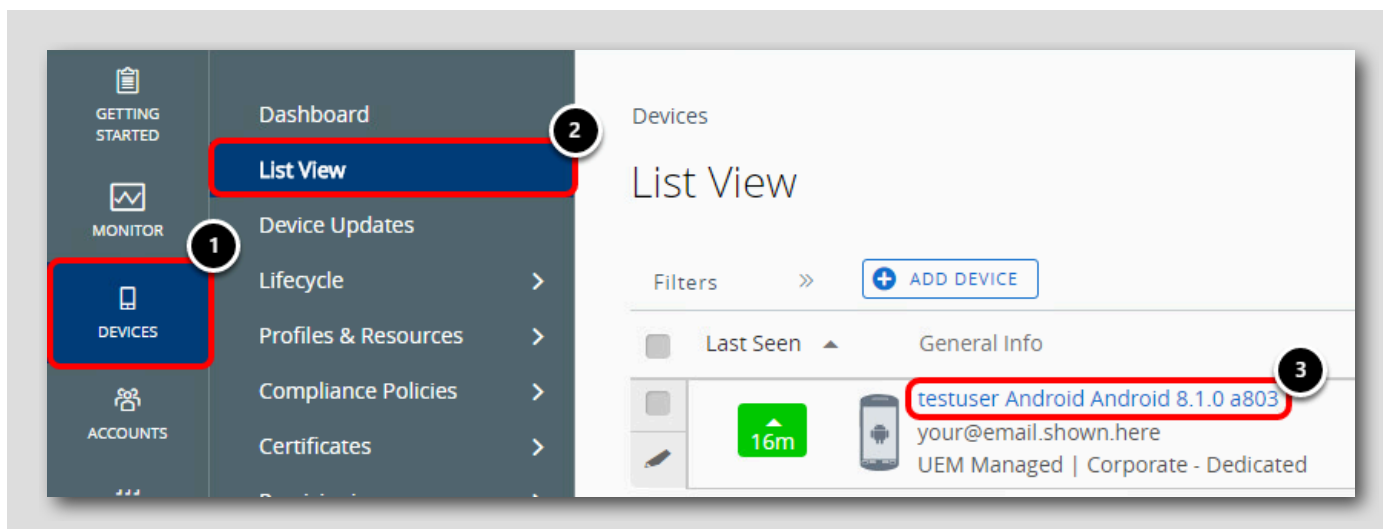 GETTING
STARTED
MONITOR
1
DEVICES
ACCOUNTS
Dashboard
2
List View
Device Updates
Lifecycle
Profiles & Resources
Compliance Policies
Certificates
Devices
List View
Filters » ADD DEVICE
Last Seen General Info
3
testuser Android Android 8.1.0 a803
16m
your@email.shown.here
UEM Managed | Corporate - Dedicated